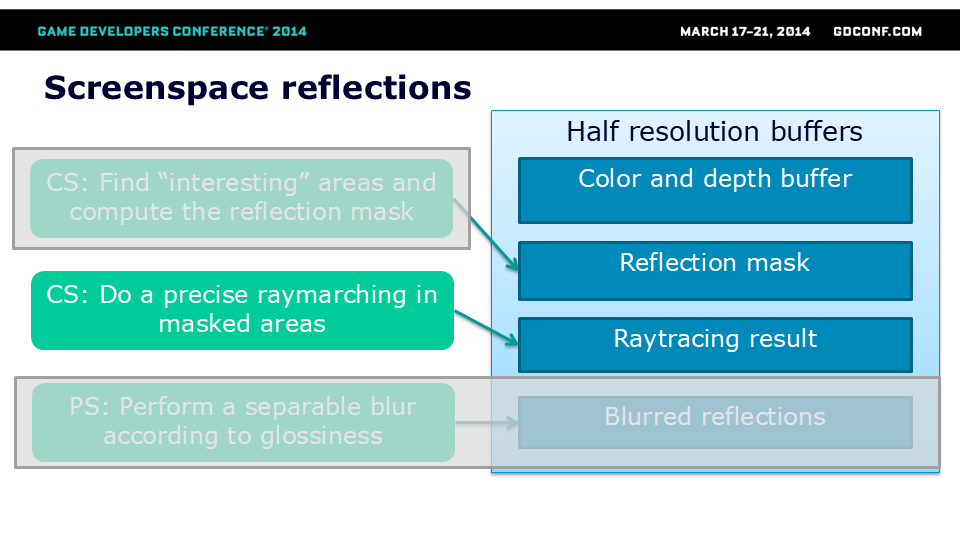 GAME DEVELOPERS CONFERENCE® 2014
MARCH 17–21, 2014 GDCONF.COM
Screenspace reflections
Half resolution buffers
CS: Find “interesting” areas and
compute the reflection mask
Color and depth buffer
Reflection mask
CS: Do a precise raymarching in
masked areas
Raytracing result
PS: Perform a separable blur
according to glossiness
Blurred reflections